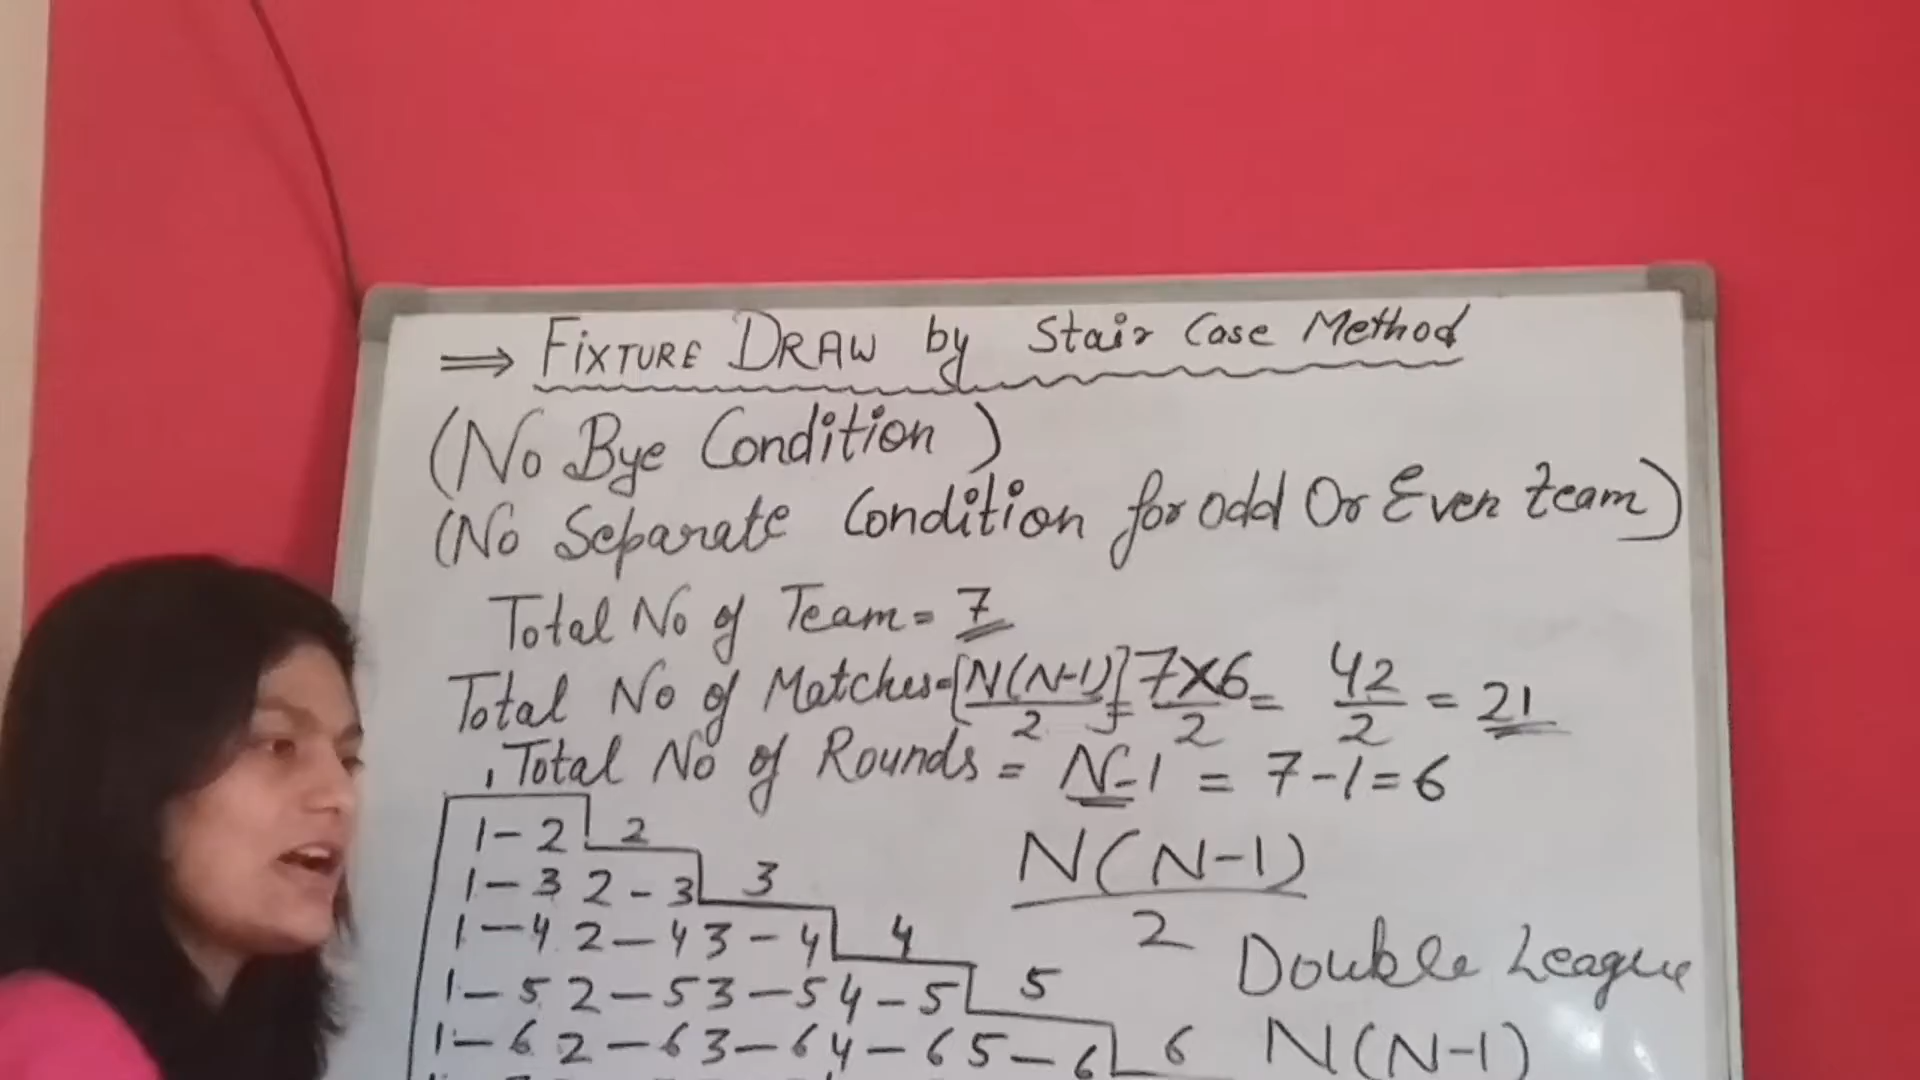 ⇒ FIXTURE DRAW by Stair Case Method
(No Bye Condition)
(No Separate Condition for odd Or Even team)
Total No of Team = 7
Total No of Matches = [N(N-1)/2] = 7×6/2 = 42/2 = 21
Total No of Rounds = N-1 = 7-1=6
1-2 2
1-3 2-3 3
1-4 2-4 3-4 4
1-5 2-5 3-5 4-5 5
1-6 2-6 3-6 4-6 5-6 6
N(N-1)
2
Double League
N(N-1)